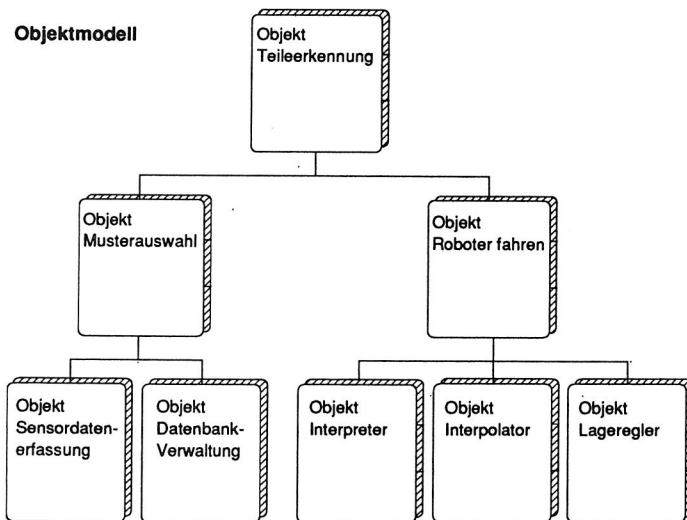 Objektmodell
Objekt
Teileerkennung
Objekt
Musterauswahl
Objekt
Roboter fahren
Objekt
Sensordaten-
erfassung
Objekt
Datenbank-
Verwaltung
Objekt
Interpreter
Objekt
Interpolator
Objekt
Lageregler